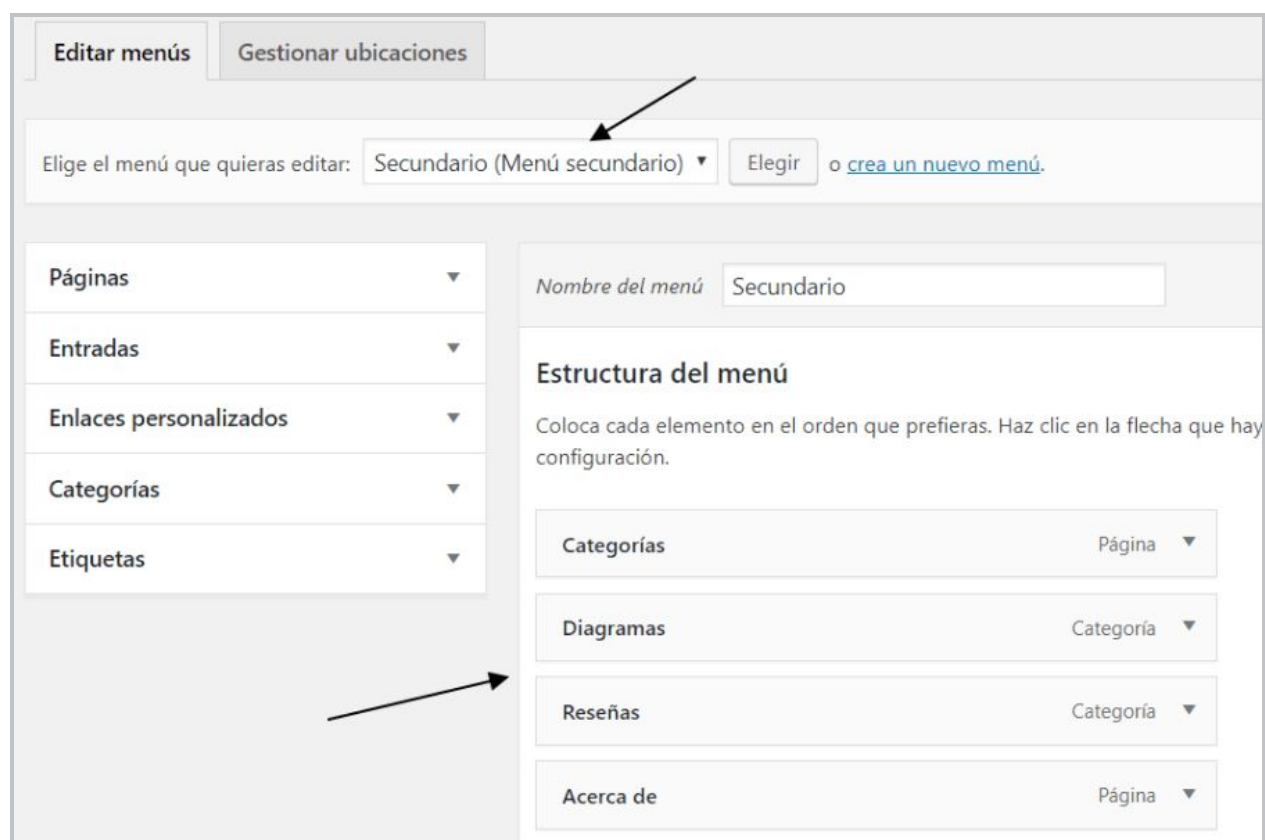 Editar menús
Gestionar ubicaciones
Elige el menú que quieras editar: Secundario (Menú secundario) Elegir o crea un nuevo menú.
Páginas
Entradas
Enlaces personalizados
Categorías
Etiquetas
Nombre del menú Secundario
Estructura del menú
Coloca cada elemento en el orden que prefieras. Haz clic en la flecha que hay
configuración.
Categorías Página
Diagramas Categoría
Reseñas Categoría
Acerca de Página